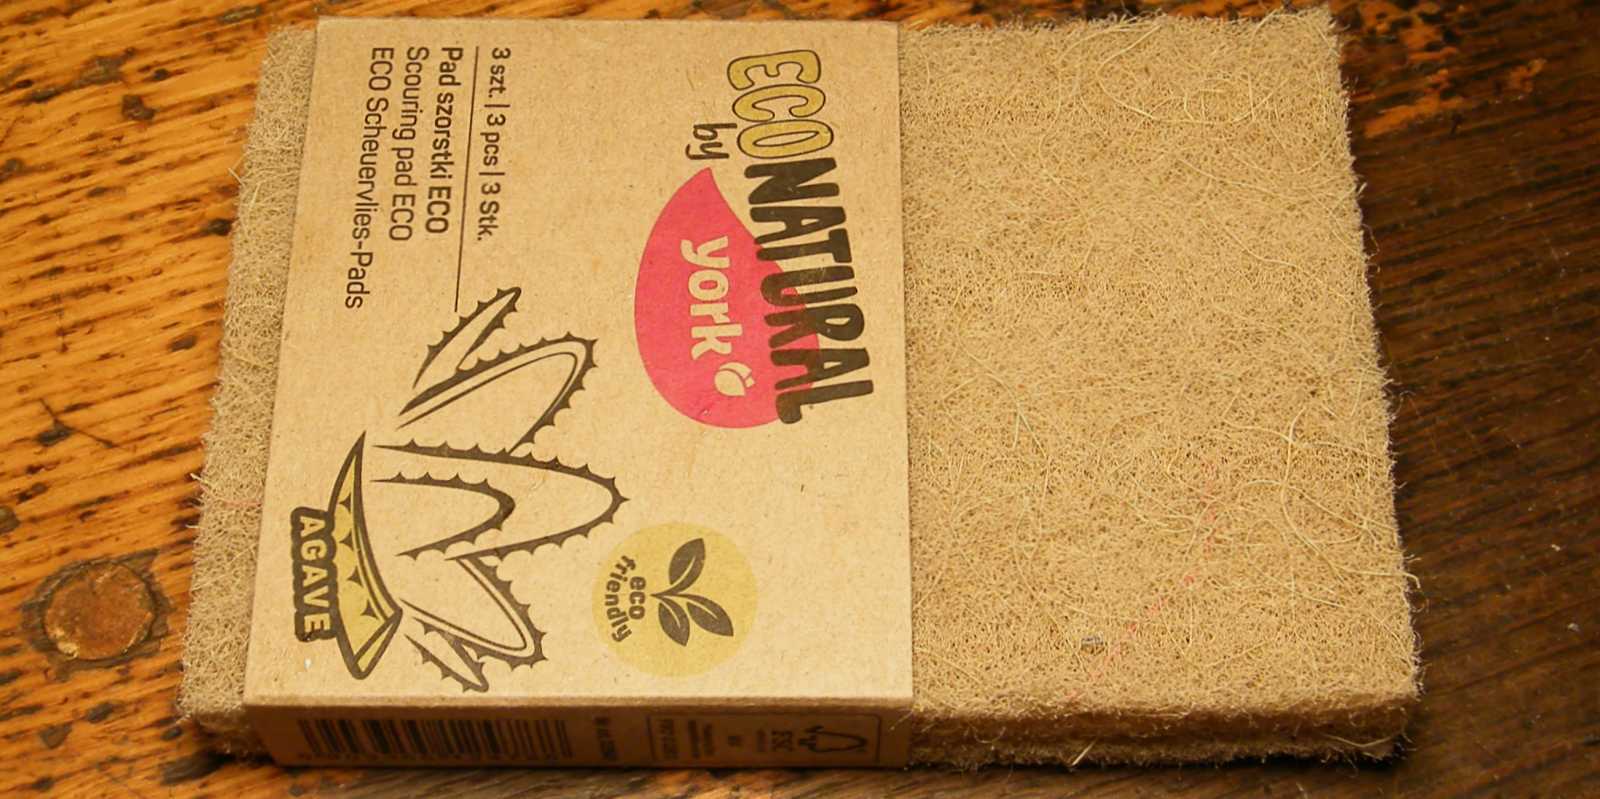 ECONATURAL
by
york
3 szt. | 3 pcs | 3 Stk.
Pad szorstki ECO
Scouring pad ECO
ECO Scheuervlies-Pads
eco
friendly
AGAVE
FSC